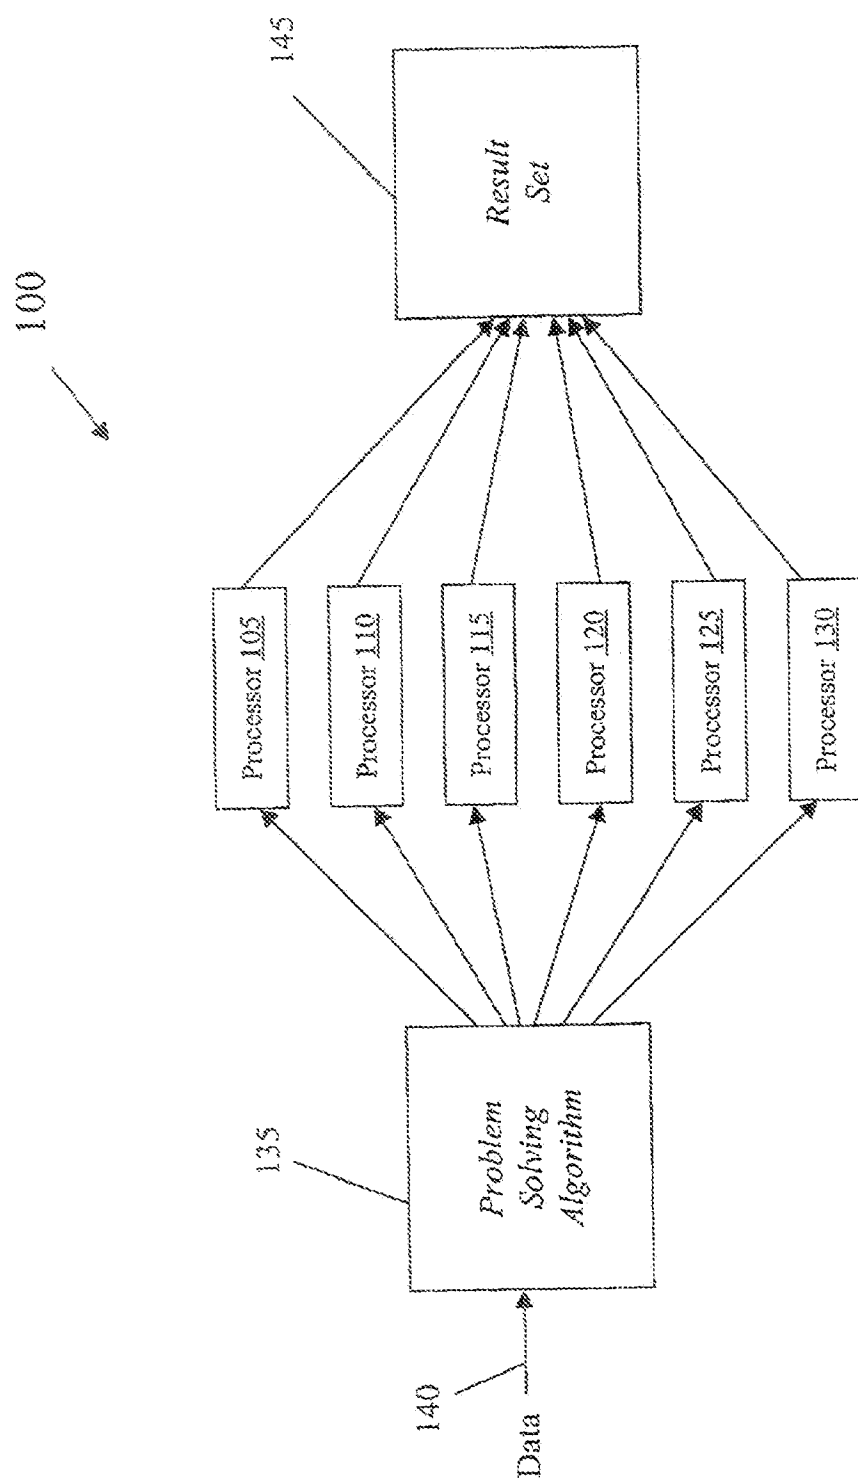 100
145
Result
Set
Processor 105
Processor 110
Processor 115
Processor 120
Processor 125
Processor 130
135
Problem
Solving
Algorithm
140
Data